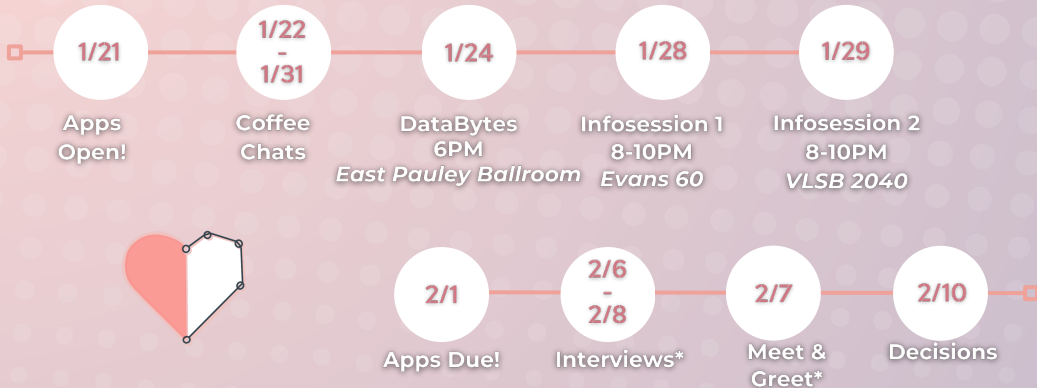 1/21
1/22
-
1/31
1/24
1/28
1/29
Apps
Open!
Coffee
Chats
DataBytes
6PM
East Pauley Ballroom
Infosession 1
8-10PM
Evans 60
Infosession 2
8-10PM
VLSB 2040
2/1
2/6
-
2/8
2/7
2/10
Apps Due!
Interviews*
Meet &
Greet*
Decisions